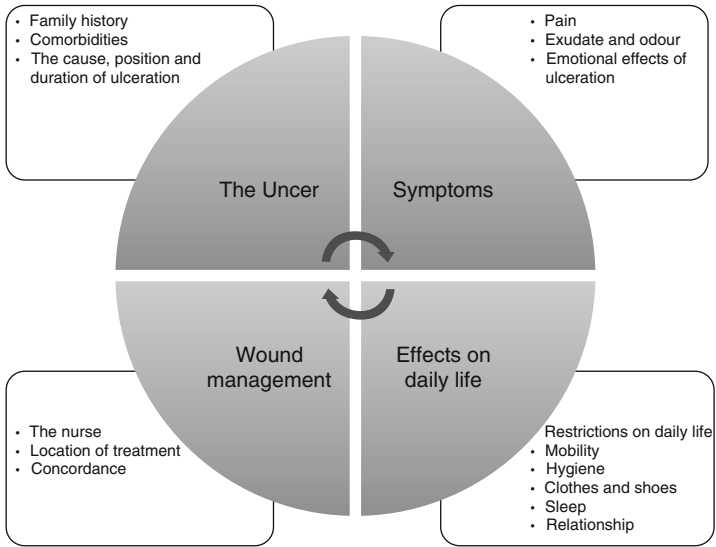 • Family history
• Comorbidities
• The cause, position and
duration of ulceration
• Pain
• Exudate and odour
• Emotional effects of
ulceration
The Uncer
Symptoms
Wound
management
Effects on
daily life
• The nurse
• Location of treatment
• Concordance
Restrictions on daily life
• Mobility
• Hygiene
• Clothes and shoes
• Sleep
• Relationship